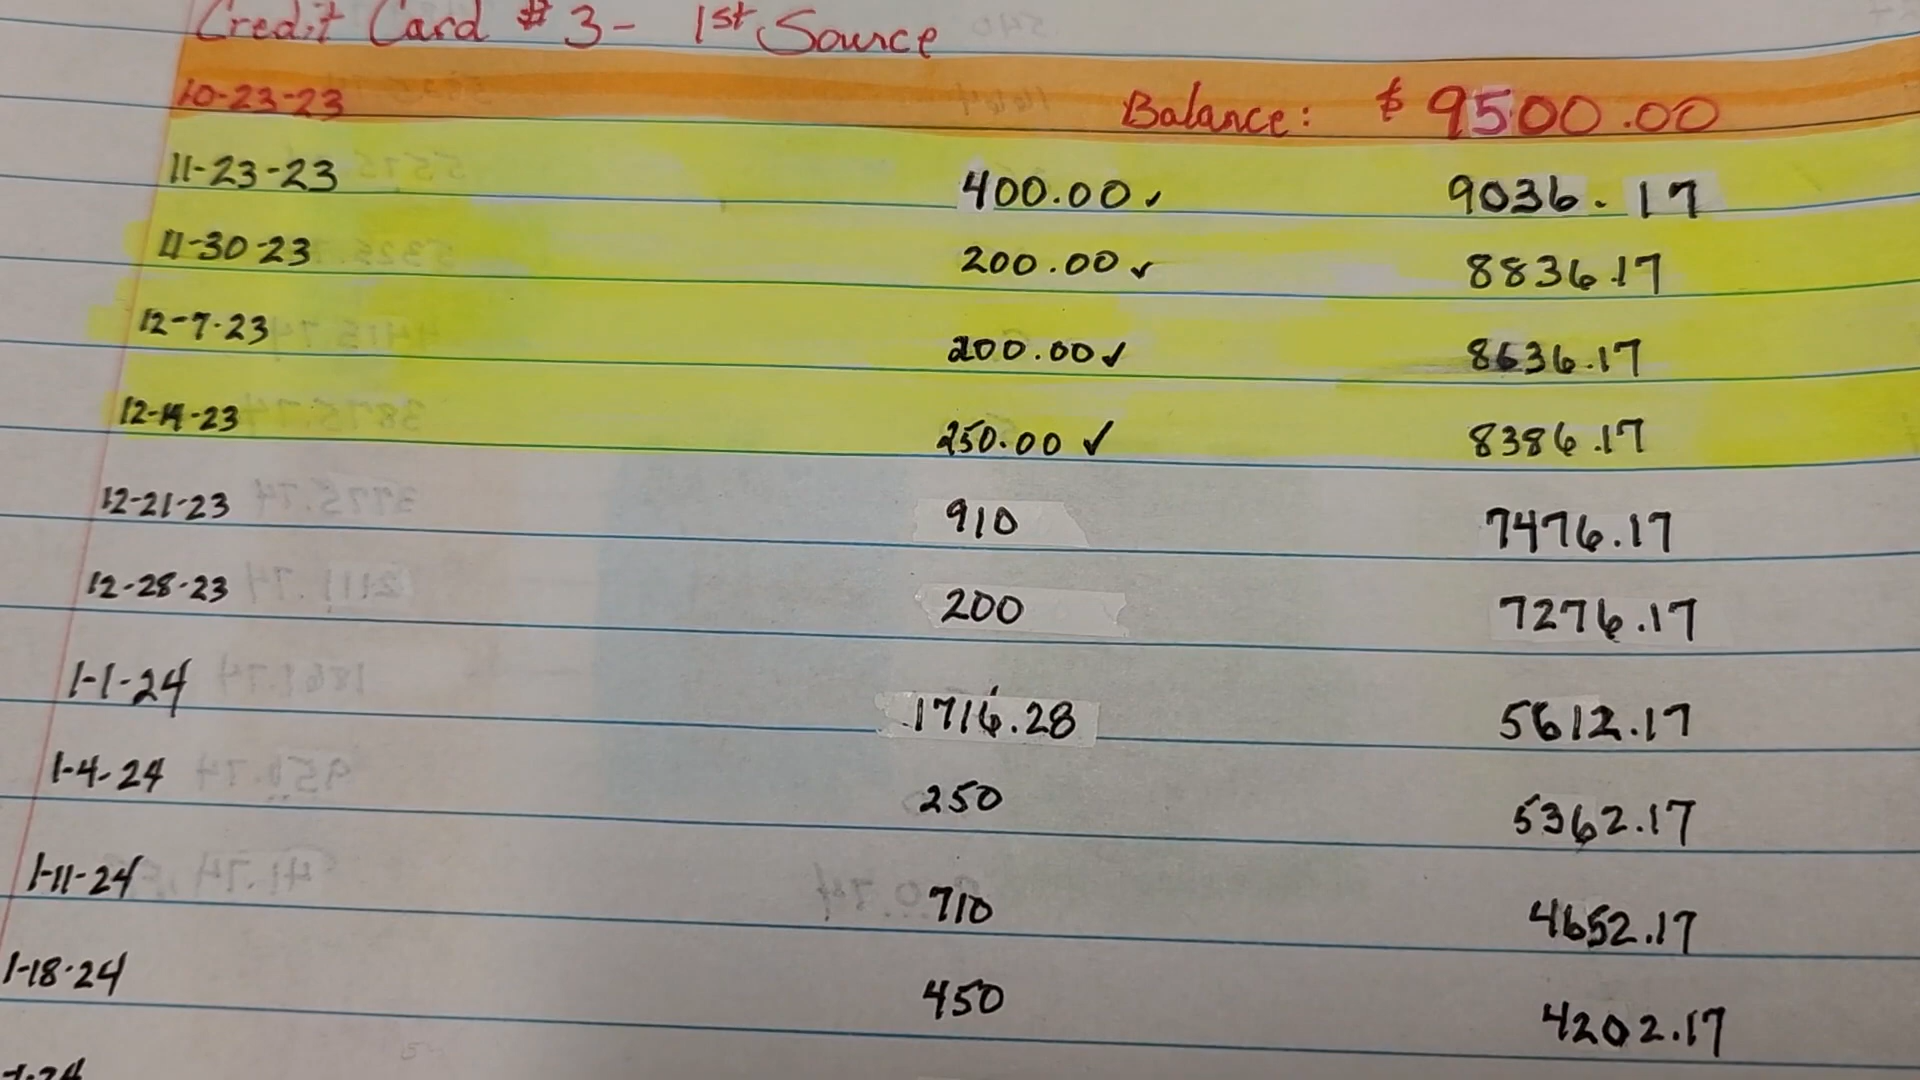 Credit Card # 3- 1st Source
10-23-23 Balance: $ 9500.00
11-23-23 400.00 ✓ 9036.17
11-30-23 200.00 ✓ 8836.17
12-7-23 200.00 ✓ 8636.17
12-14-23 250.00 ✓ 8386.17
12-21-23 910 7476.17
12-28-23 200 7276.17
1-1-24 1716.28 5612.17
1-4-24 250 5362.17
1-11-24 710 4652.17
1-18-24 450 4202.17